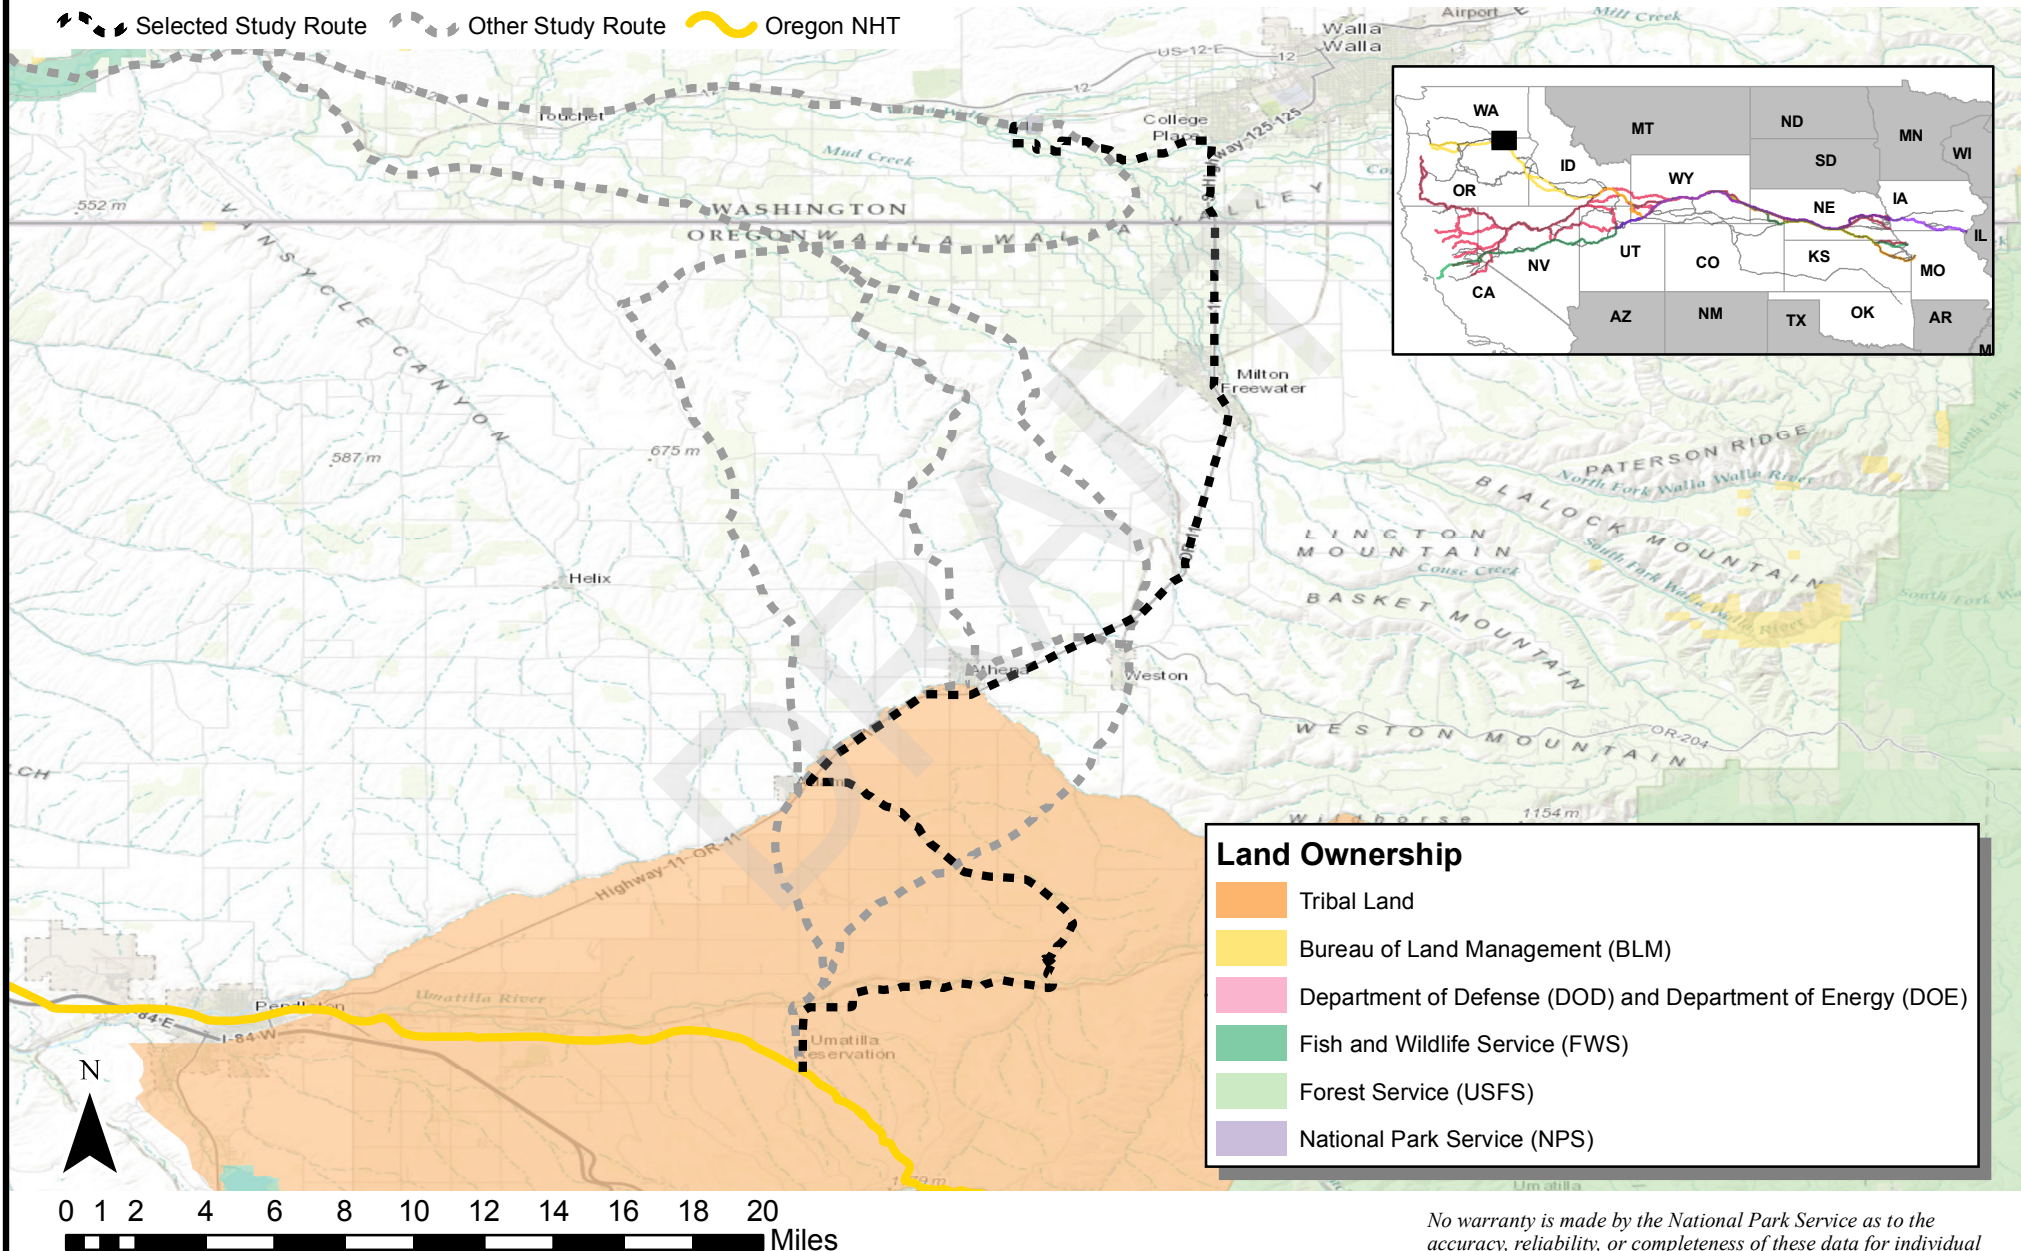 Selected Study Route
Other Study Route
Oregon NHT
Airport
Mill Creek
Walla
Walla
US-12-E
12
12
Touchet
College
Place
Highway-125-125
Mud Creek
552 m
WASHINGTON
OREGON
WALLA WALLA
VALLEY
VANSYCLE CANYON
11
Milton
Freewater
587 m
675 m
PATERSON RIDGE
North Fork Walla Walla River
BLALOCK MOUNTAIN
LINCTON
MOUNTAIN
Couse Creek
South Fork Walla Walla River
BASKET MOUNTAIN
OR-11
Helix
Athena
Weston
WESTON MOUNTAIN
OR-204
1154 m
Highway-11-OR-11
Umatilla River
Pendleton
I-84-W
Umatilla
Reservation
DRAFT
WA
MT
ND
MN
WI
SD
ID
OR
WY
IA
NE
IL
UT
NV
CO
KS
MO
CA
AZ
NM
TX
OK
AR
M
Land Ownership
Tribal Land
Bureau of Land Management (BLM)
Department of Defense (DOD) and Department of Energy (DOE)
Fish and Wildlife Service (FWS)
Forest Service (USFS)
National Park Service (NPS)
Umatilla
N
0 1 2 4 6 8 10 12 14 16 18 20
Miles
No warranty is made by the National Park Service as to the
accuracy, reliability, or completeness of these data for individual